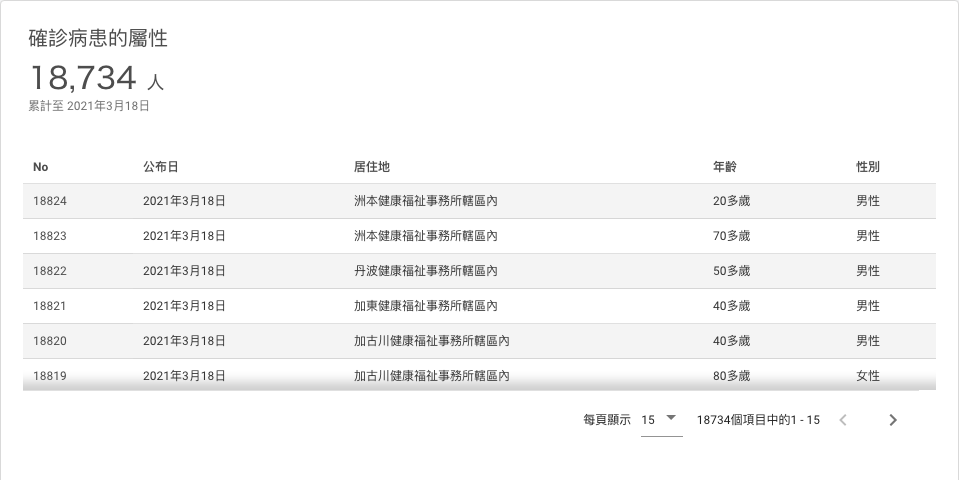 確診病患的屬性
18,734 人
累計至 2021年3月18日
No 公布日 居住地 年齡 性別
18824 2021年3月18日 洲本健康福祉事務所轄區內 20多歲 男性
18823 2021年3月18日 洲本健康福祉事務所轄區內 70多歲 男性
18822 2021年3月18日 丹波健康福祉事務所轄區內 50多歲 男性
18821 2021年3月18日 加東健康福祉事務所轄區內 40多歲 男性
18820 2021年3月18日 加古川健康福祉事務所轄區內 40多歲 男性
18819 2021年3月18日 加古川健康福祉事務所轄區內 80多歲 女性
每頁顯示 15 18734個項目中的1 - 15